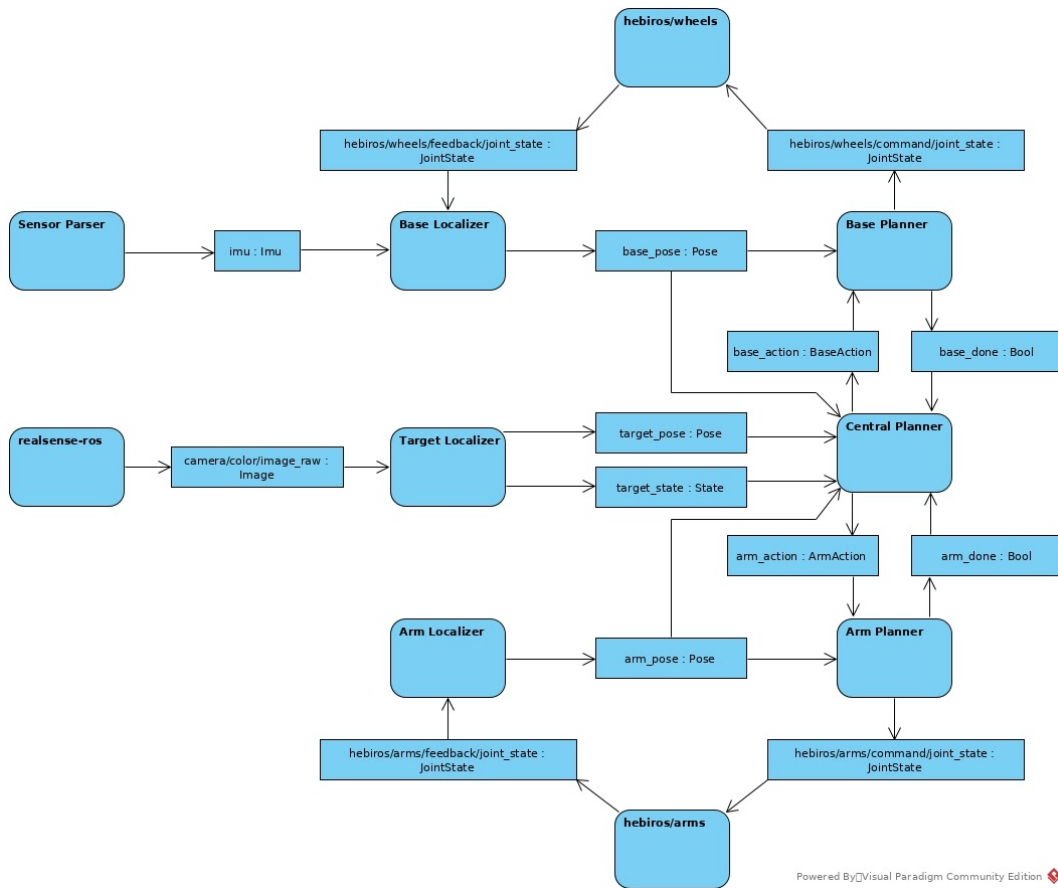 hebiros/wheels
hebiros/wheels/feedback/joint_state :
JointState
hebiros/wheels/command/joint_state :
JointState
Sensor Parser
imu : Imu
Base Localizer
base_pose : Pose
Base Planner
base_action : BaseAction
base_done : Bool
realsense-ros
camera/color/image_raw :
Image
Target Localizer
target_pose : Pose
target_state : State
Central Planner
arm_action : ArmAction
arm_done : Bool
Arm Localizer
arm_pose : Pose
Arm Planner
hebiros/arms/feedback/joint_state :
JointState
hebiros/arms/command/joint_state :
JointState
hebiros/arms
Powered By▯Visual Paradigm Community Edition